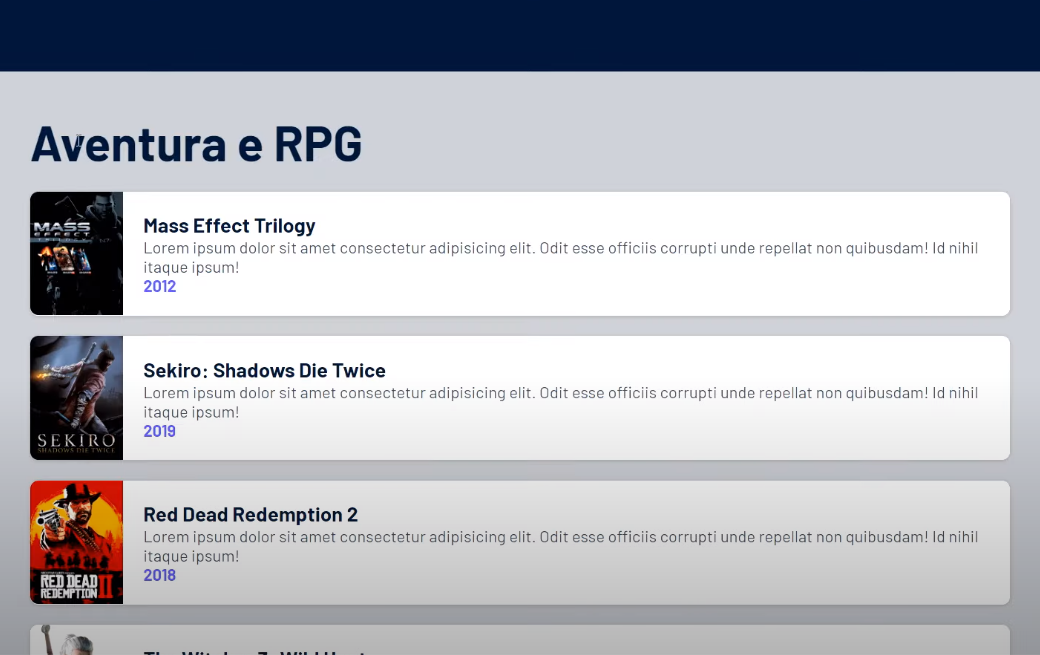 Aventura e RPG
MASS
EFFECT
TRILOGY
Mass Effect Trilogy
Lorem ipsum dolor sit amet consectetur adipisicing elit. Odit esse officiis corrupti unde repellat non quibusdam! Id nihil
itaque ipsum!
2012
SEKIRO
SHADOWS DIE TWICE
Sekiro: Shadows Die Twice
Lorem ipsum dolor sit amet consectetur adipisicing elit. Odit esse officiis corrupti unde repellat non quibusdam! Id nihil
itaque ipsum!
2019
RED DEAD
REDEMPTION II
Red Dead Redemption 2
Lorem ipsum dolor sit amet consectetur adipisicing elit. Odit esse officiis corrupti unde repellat non quibusdam! Id nihil
itaque ipsum!
2018